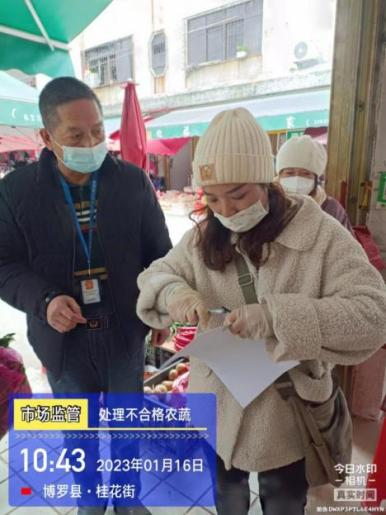 市场监管 处理不合格农蔬
10:43 2023年01月16日
博罗县·桂花街
今日水印
-相机-
真实时间